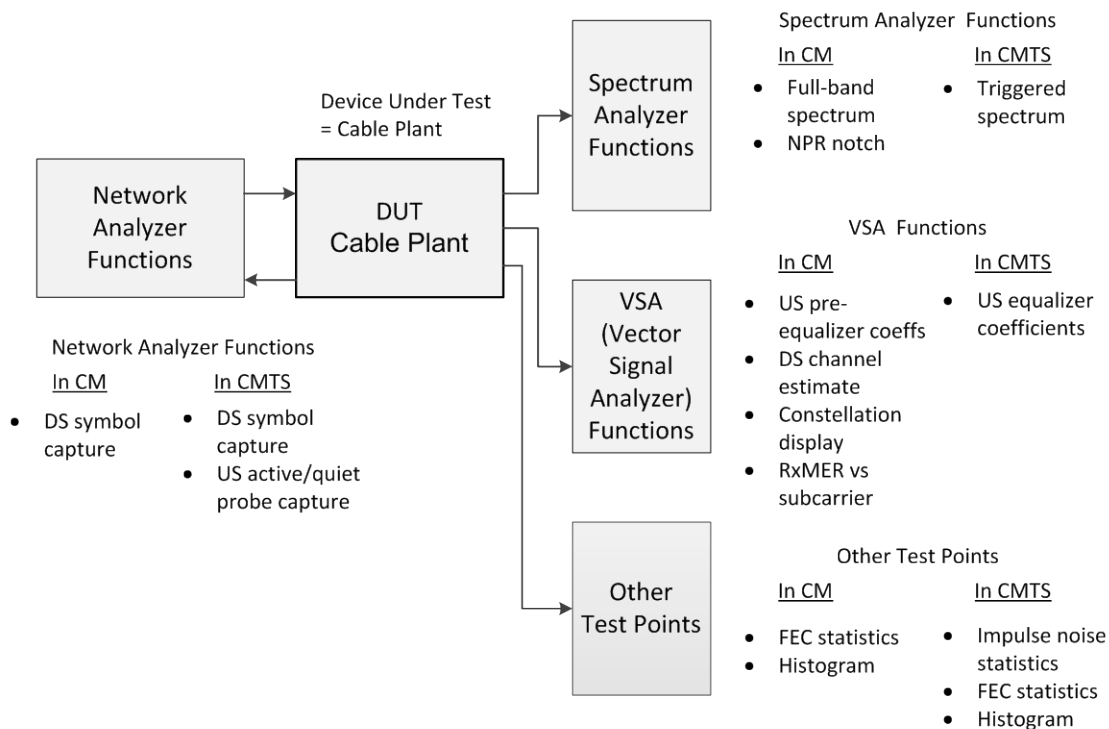 Spectrum Analyzer Functions
In CM
In CMTS
Full-band
spectrum
NPR notch
Triggered
spectrum
Spectrum
Analyzer
Functions
Device Under Test
= Cable Plant
Network
Analyzer
Functions
DUT
Cable Plant
VSA Functions
In CM
In CMTS
US pre-
equalizer coeffs
DS channel
estimate
Constellation
display
RxMER vs
subcarrier
US equalizer
coefficients
VSA
(Vector
Signal
Analyzer)
Functions
Network Analyzer Functions
In CM
In CMTS
DS symbol
capture
DS symbol
capture
US active/quiet
probe capture
Other
Test Points
Other Test Points
In CM
In CMTS
FEC statistics
Histogram
Impulse noise
statistics
FEC statistics
Histogram